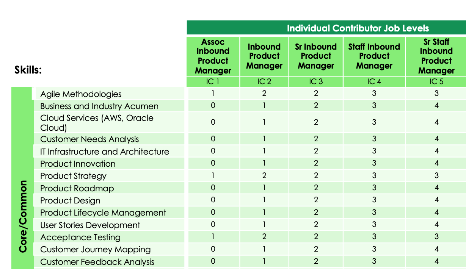 Individual Contributor Job Levels
Skills:
Assoc Inbound Product Manager
Inbound Product Manager
Sr Inbound Product Manager
Staff Inbound Product Manager
Sr Staff Inbound Product Manager
IC 1 IC 2 IC 3 IC 4 IC 5
Core/Common
Agile Methodologies 1 2 2 3 3
Business and Industry Acumen 0 1 2 3 4
Cloud Services (AWS, Oracle Cloud) 0 1 2 3 4
Customer Needs Analysis 0 1 2 3 4
IT Infrastructure and Architecture 0 1 2 3 4
Product Innovation 0 1 2 3 4
Product Strategy 1 2 2 3 3
Product Roadmap 0 1 2 3 4
Product Design 0 1 2 3 4
Product Lifecycle Management 0 1 2 3 4
User Stories Development 0 1 2 3 4
Acceptance Testing 1 2 2 3 3
Customer Journey Mapping 0 1 2 3 4
Customer Feedback Analysis 0 1 2 3 4